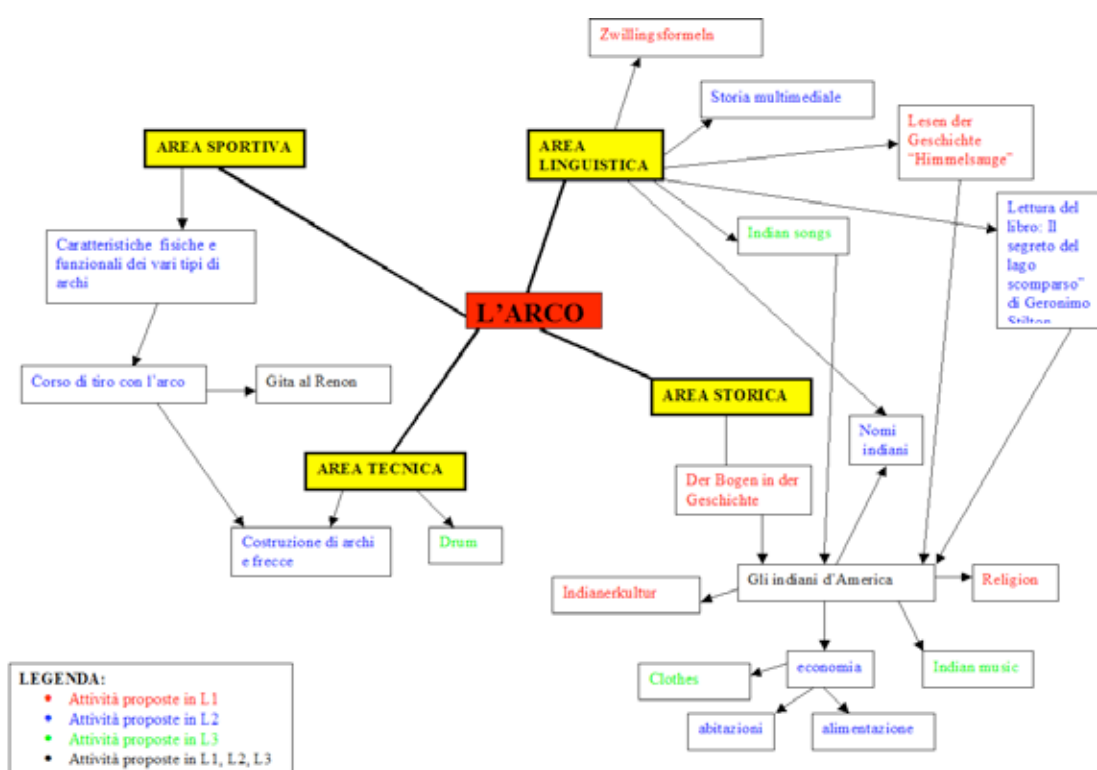 Zwillingsformeln
Storia multimediale
AREA SPORTIVA
AREA
LINGUISTICA
Lesen der
Geschichte
“Himmelsauge”
Lettura del
libro: Il
segreto del
lago
scomparso”
di Geronimo
Stilton
Caratteristiche fisiche e
funzionali dei vari tipi di
archi
Indian songs
L’ARCO
Corso di tiro con l’arco
Gita al Renon
AREA STORICA
Nomi
indiani
AREA TECNICA
Der Bogen in der
Geschichte
Costruzione di archi
e frecce
Drum
Gli indiani d’America
Religion
Indianerkultur
economia
Indian music
Clothes
abitazioni
alimentazione
LEGENDA:
• Attività proposte in L1
• Attività proposte in L2
• Attività proposte in L3
• Attività proposte in L1, L2, L3